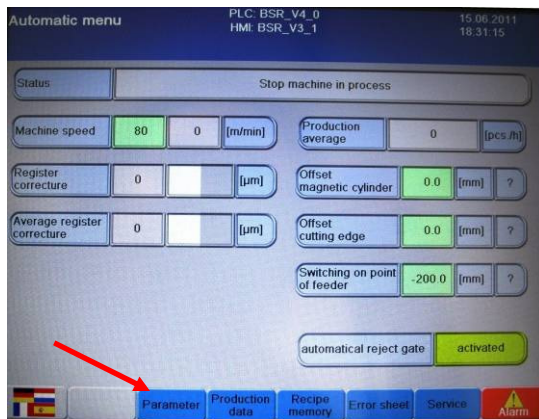 Automatic menu
PLC: BSR_V4_0
HMI: BSR_V3_1
15.06.2011
18:31:15
Status
Stop machine in process
Machine speed 80 0 [m/min]
Production
average 0 [pcs./h]
Register
correcture 0 [µm]
Offset
magnetic cylinder 0.0 [mm] ?
Average register
correcture 0 [µm]
Offset
cutting edge 0.0 [mm] ?
Switching on point
of feeder -200.0 [mm] ?
automatical reject gate activated
Parameter
Production
data
Recipe
memory
Error sheet
Service
Alarm